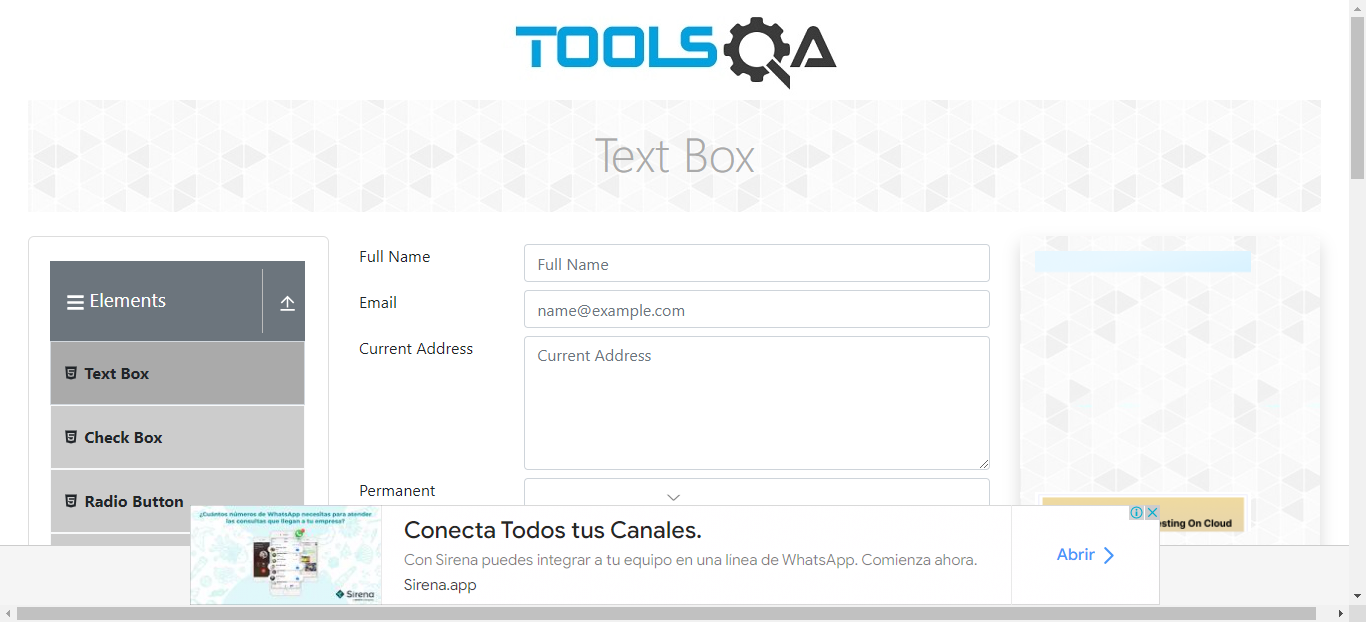 TOOLSQA
Text Box
Elements
Text Box
Check Box
Radio Button
Full Name
Full Name
Email
name@example.com
Current Address
Current Address
Permanent
esting On Cloud
¿Cuántos números de WhatsApp necesitas para atender
las consultas que llegan a tu empresa?
Sirena
Conecta Todos tus Canales.
Con Sirena puedes integrar a tu equipo en una línea de WhatsApp. Comienza ahora.
Sirena.app
Abrir